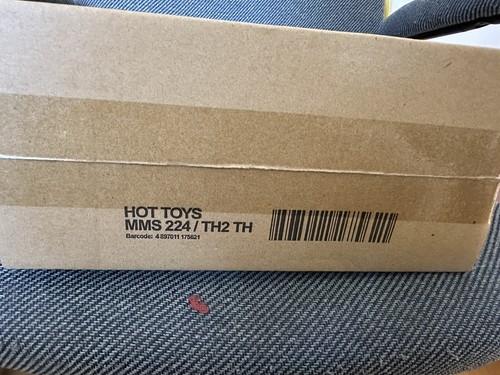 HOT TOYS
MMS 224 / TH2 TH
Barcode: 4 897011 175621